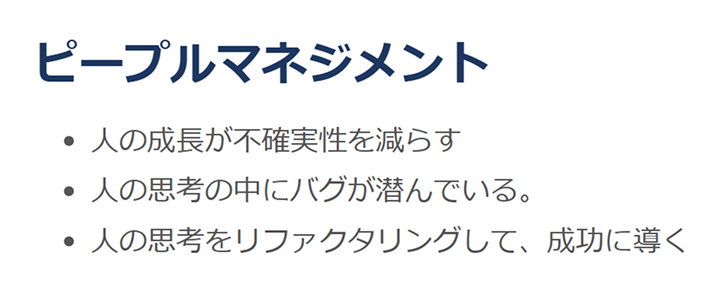 ピープルマネジメント
• 人の成長が不確実性を減らす
• 人の思考の中にバグが潜んでいる。
• 人の思考をリファクタリングして、成功に導く